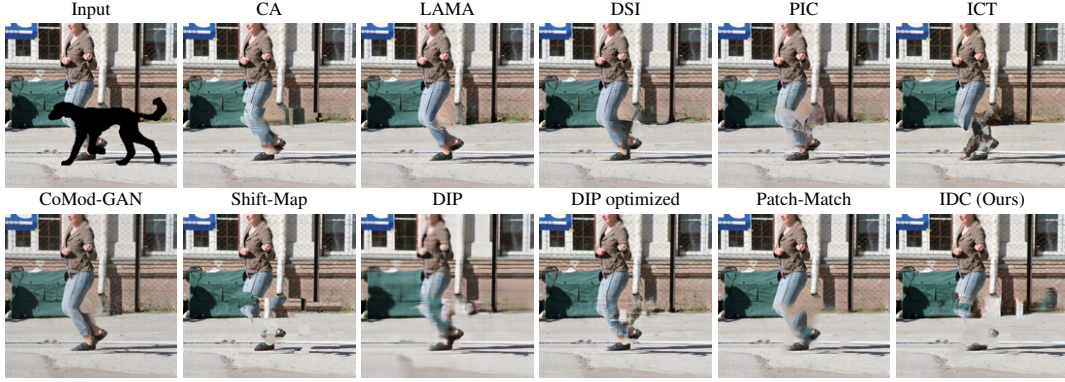 Input CA LAMA DSI PIC ICT
CoMod-GAN Shift-Map DIP DIP optimized Patch-Match IDC (Ours)